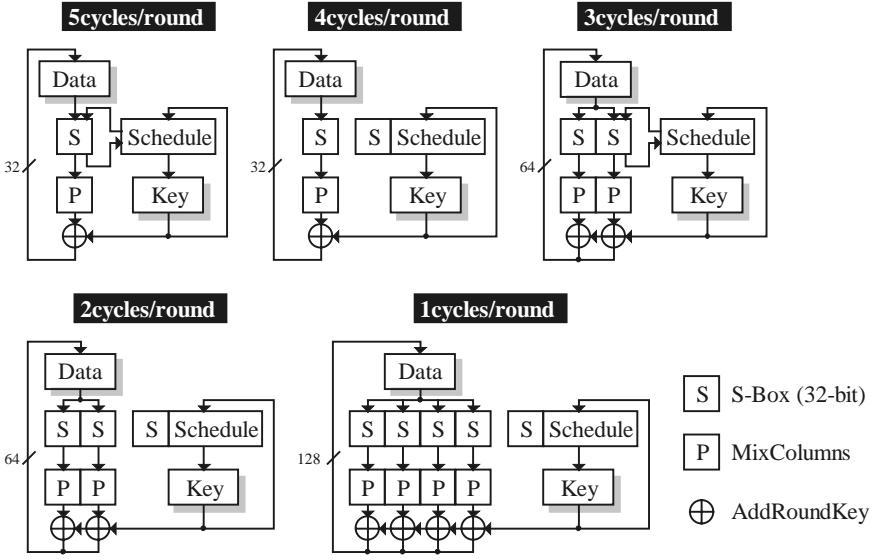 5cycles/round
4cycles/round
3cycles/round
Data
Data
Data
S
Schedule
S
S Schedule
S S
Schedule
32
32
64
P
Key
P
Key
P P
Key
2cycles/round
1cycles/round
Data
Data
S S
S Schedule
S S S S
S Schedule
S S-Box (32-bit)
64
128
P P
Key
P P P P
Key
P MixColumns
AddRoundKey